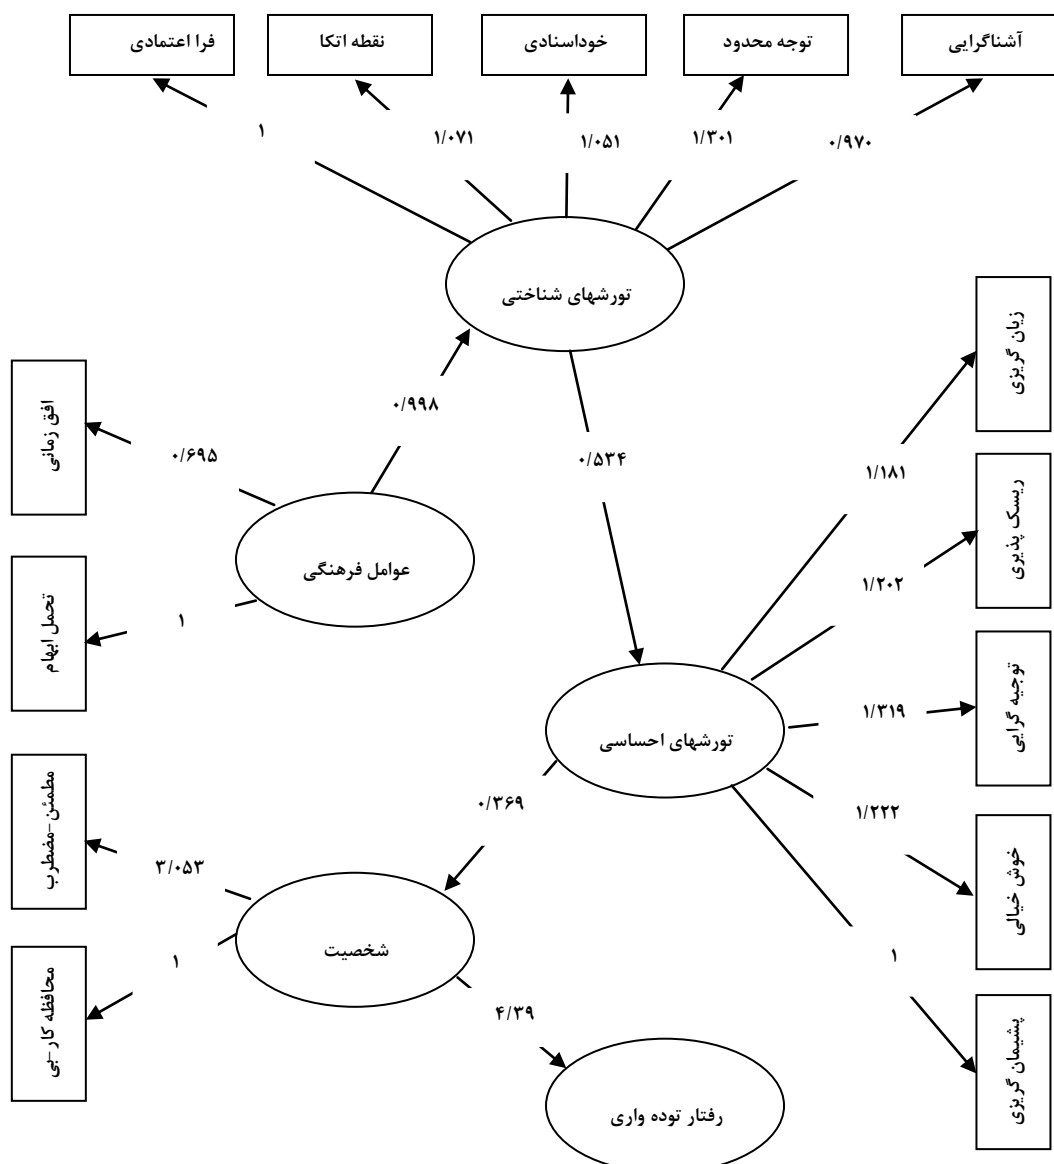 آشناگرایی
توجه محدود
خوداسنادی
نقطه اتکا
فرا اعتمادی
۰/۹۷۰
۱/۳۰۱
۱/۰۵۱
۱/۰۷۱
۱
تورشهای شناختی
زیان گریزی
۰/۹۹۸
افق زمانی
۰/۶۹۵
۰/۵۳۴
۱/۱۸۱
ریسک پذیری
عوامل فرهنگی
۱/۲۰۲
تحمل ابهام
۱
توجیه گرایی
۱/۳۱۹
تورشهای احساسی
۰/۳۶۹
۱/۲۲۲
مطمئن-مضطرب
۳/۰۵۳
خوش خیالی
شخصیت
۱
۱
محافظه کار-بی
۴/۳۹
پشیمان گریزی
رفتار توده واری